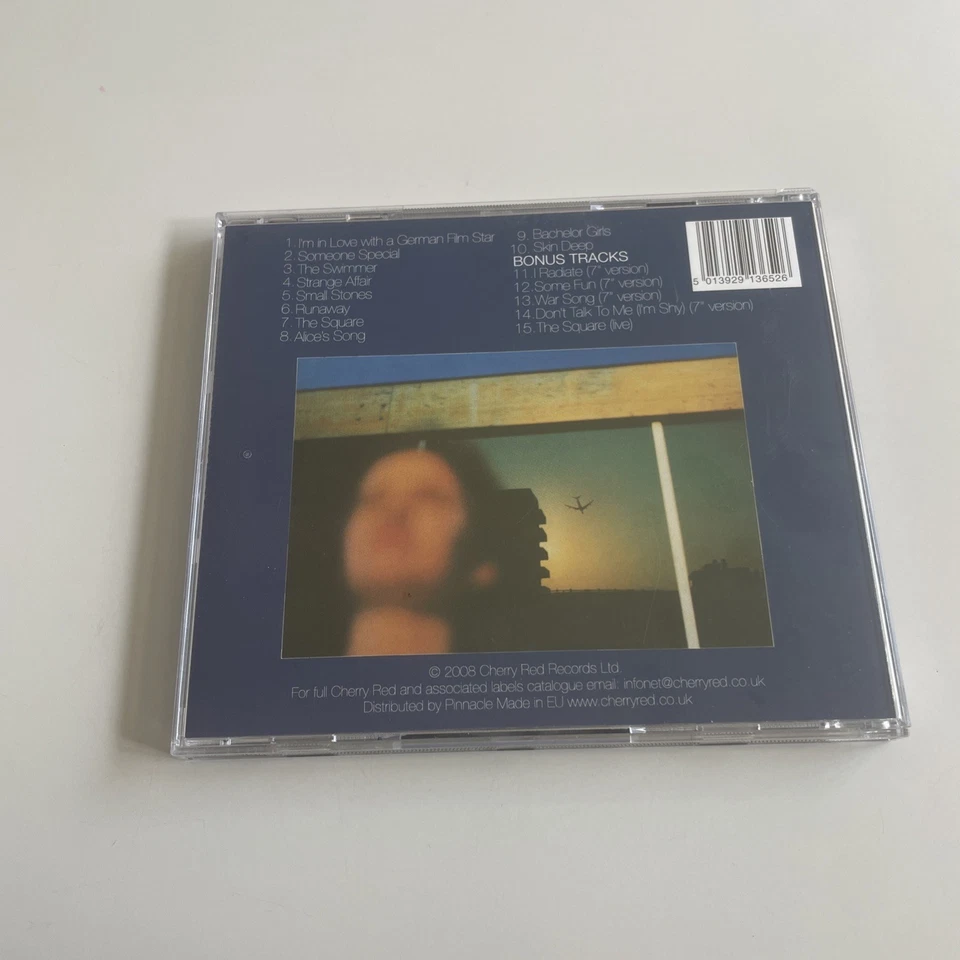 1. I'm in Love with a German Film Star
2. Someone Special
3. The Swimmer
4. Strange Affair
5. Small Stones
6. Runaway
7. The Square
8. Alice's Song
9. Bachelor Girls
10. Skin Deep
BONUS TRACKS
11. I Radiate (7" version)
12. Some Fun (7" version)
13. War Song (7" version)
14. Don't Talk To Me (I'm Shy) (7" version)
15. The Square (live)
5 013929 136526
© 2008 Cherry Red Records Ltd.
For full Cherry Red and associated labels catalogue email: infonet@cherryred.co.uk
Distributed by Pinnacle Made in EU www.cherryred.co.uk